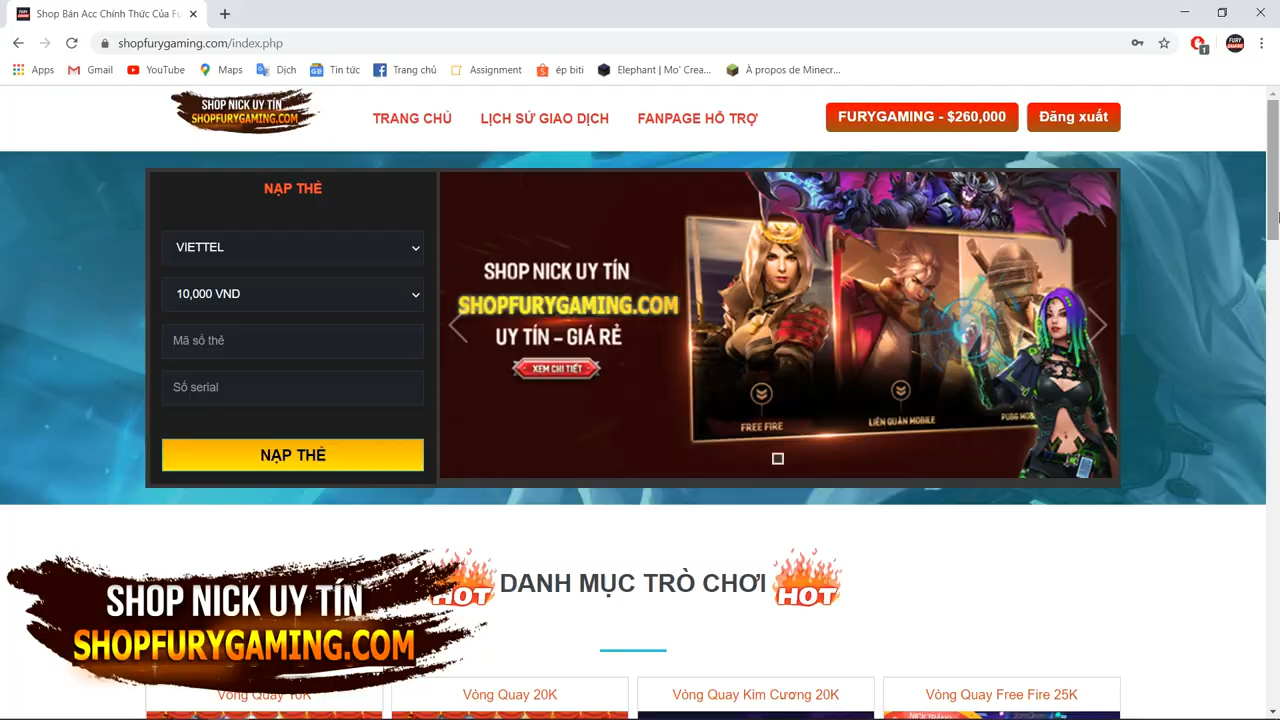 Shop Bán Acc Chính Thức Của Fu
shopfurygaming.com/index.php
1
FURY GAMING
Apps
Gmail
YouTube
Maps
Dịch
Tin tức
Trang chủ
Assignment
ép biti
Elephant | Mo' Crea...
À propos de Minecr...
SHOP NICK UY TÍN
SHOPFURYGAMING.COM
TRANG CHỦ
LỊCH SỬ GIAO DỊCH
FANPAGE HỖ TRỢ
FURYGAMING - $260,000
Đăng xuất
NẠP THẺ
VIETTEL
10,000 VND
Mã số thẻ
Số serial
NẠP THẺ
SHOP NICK UY TÍN
SHOPFURYGAMING.COM
UY TÍN – GIÁ RẺ
XEM CHI TIẾT
FREE FIRE
LIÊN QUÂN MOBILE
PUBG MOB
HOT
DANH MỤC TRÒ CHƠI
HOT
SHOP NICK UY TÍN
SHOPFURYGAMING.COM
Vòng Quay 10K
Vòng Quay 20K
Vòng Quay Kim Cương 20K
Vòng Quay Free Fire 25K